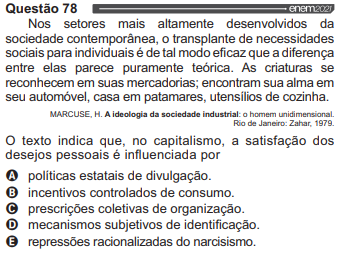 Questão 78 enem2021
Nos setores mais altamente desenvolvidos da
sociedade contemporânea, o transplante de necessidades
sociais para individuais é de tal modo eficaz que a diferença
entre elas parece puramente teórica. As criaturas se
reconhecem em suas mercadorias; encontram sua alma em
seu automóvel, casa em patamares, utensílios de cozinha.
MARCUSE, H. A ideologia da sociedade industrial: o homem unidimensional.
Rio de Janeiro: Zahar, 1979.
O texto indica que, no capitalismo, a satisfação dos
desejos pessoais é influenciada por
A políticas estatais de divulgação.
B incentivos controlados de consumo.
C prescrições coletivas de organização.
D mecanismos subjetivos de identificação.
E repressões racionalizadas do narcisismo.